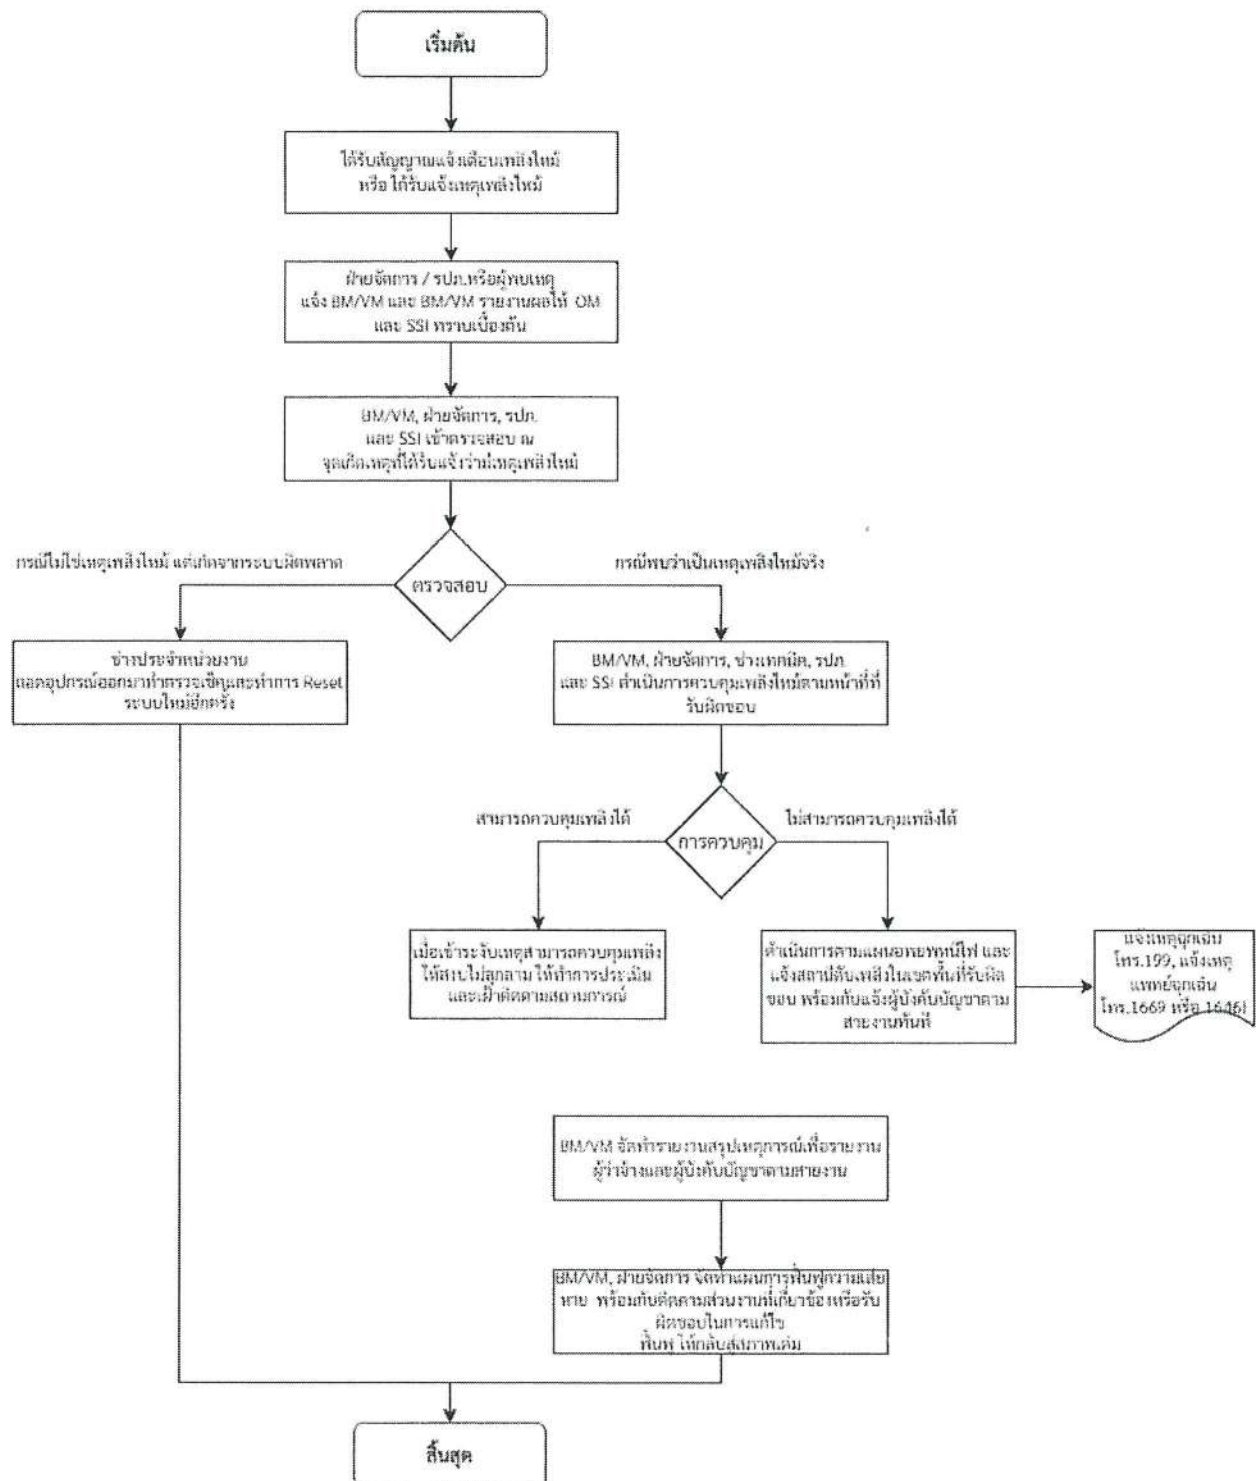 เริ่มต้น
ได้รับสัญญาณแจ้งเตือนเพลิงไหม้
หรือ ได้รับแจ้งเหตุเพลิงไหม้
ฝ่ายจัดการ / รปภ.หรือผู้พบเหตุ
แจ้ง BM/VM และ BM/VM รายงานผลให้ OM
และ SSI ทราบเบื้องต้น
BM/VM, ฝ่ายจัดการ, รปภ.
และ SSI เข้าตรวจสอบ ณ
จุดเกิดเหตุที่ได้รับแจ้งว่ามีเหตุเพลิงไหม้
กรณีไม่ใช่เหตุเพลิงไหม้ แต่เกิดจากระบบผิดพลาด
ตรวจสอบ
กรณีพบว่าเป็นเหตุเพลิงไหม้จริง
ช่างประจำหน่วยงาน
ถอดอุปกรณ์ออกมาทำตรวจเช็คและทำการ Reset
ระบบใหม่อีกครั้ง
BM/VM, ฝ่ายจัดการ, ช่างเทคนิค, รปภ
และ SSI ดำเนินการควบคุมเพลิงไหม้ตามหน้าที่ที่
รับผิดชอบ
สามารถควบคุมเพลิงได้
การควบคุม
ไม่สามารถควบคุมเพลิงได้
เมื่อเข้าระงับเหตุสามารถควบคุมเพลิง
ให้สงบไม่ลุกลาม ให้ทำการประเมิน
และเฝ้าติดตามสถานการณ์
ดำเนินการตามแผนอพยพหนีไฟ และ
แจ้งสถานีดับเพลิงในเขตพื้นที่รับผิด
ชอบ พร้อมกับแจ้งผู้บังคับบัญชาตาม
สายงานทันที
แจ้งเหตุฉุกเฉิน
โทร.199, แจ้งเหตุ
แพทย์ฉุกเฉิน
โทร.1669 หรือ 1646)
BM/VM จัดทำรายงานสรุปเหตุการณ์เพื่อรายงาน
ผู้ว่าจ้างและผู้บังคับบัญชาตามสายงาน
BM/VM, ฝ่ายจัดการ จัดทำแผนการฟื้นฟูความเสีย
หาย พร้อมกับติดตามส่วนงานที่เกี่ยวข้องหรือรับ
ผิดชอบในการแก้ไข
ฟื้นฟู ให้กลับสู่สภาพเดิม
สิ้นสุด